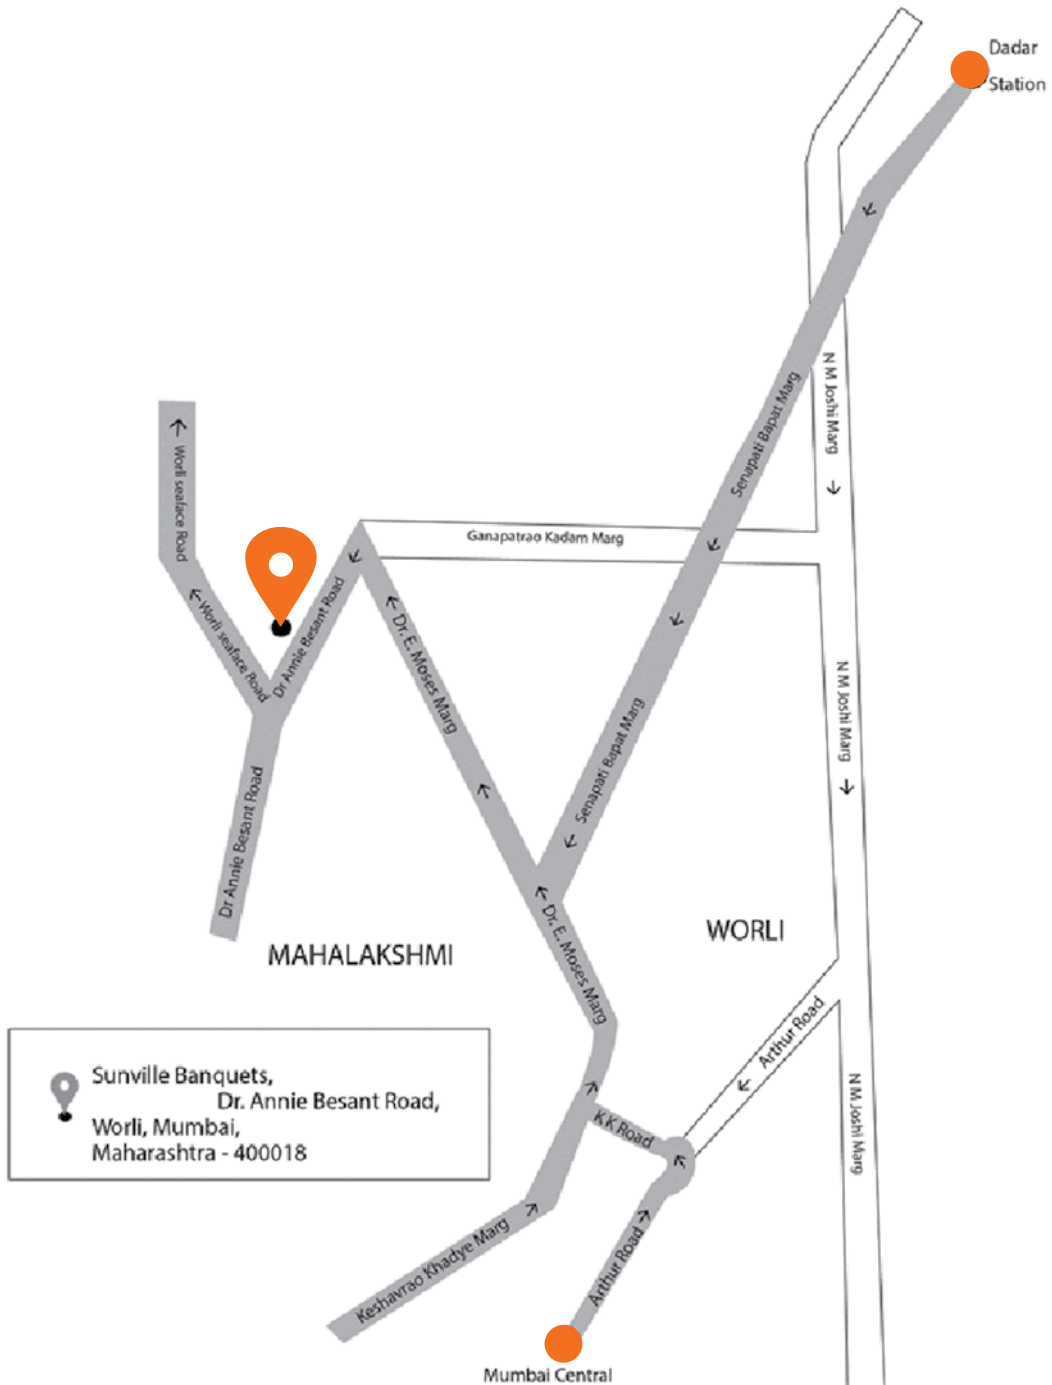 Dadar
Station
N M Joshi Marg
Senapati Bapat Marg
Worli seaface Road
Ganapatrao Kadam Marg
Dr Annie Besant Road
Worli seaface Road
Dr. E. Moses Marg
N M Joshi Marg
Senapati Bapat Marg
Dr Annie Besant Road
Dr. E. Moses Marg
WORLI
MAHALAKSHMI
Arthur Road
Sunville Banquets,
Dr. Annie Besant Road,
Worli, Mumbai,
Maharashtra - 400018
K K Road
N M Joshi Marg
Keshavrao Khadye Marg
Arthur Road
Mumbai Central